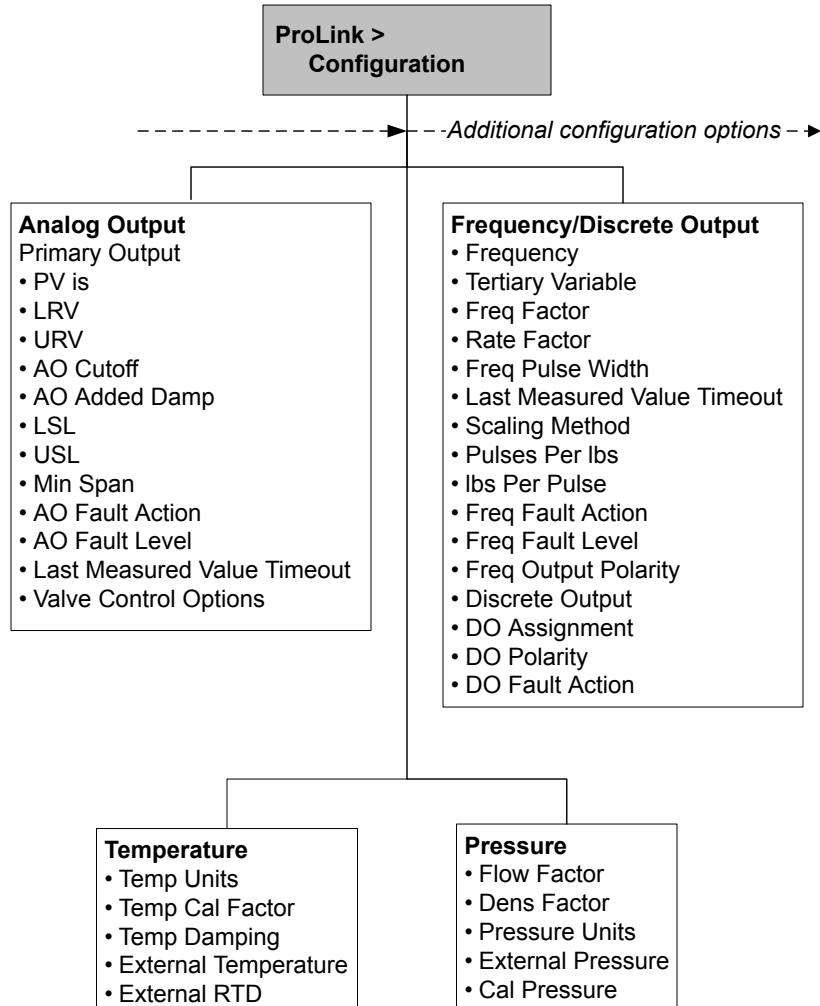 ProLink >
Configuration
Additional configuration options
Analog Output
Primary Output
• PV is
• LRV
• URV
• AO Cutoff
• AO Added Damp
• LSL
• USL
• Min Span
• AO Fault Action
• AO Fault Level
• Last Measured Value Timeout
• Valve Control Options
Frequency/Discrete Output
• Frequency
• Tertiary Variable
• Freq Factor
• Rate Factor
• Freq Pulse Width
• Last Measured Value Timeout
• Scaling Method
• Pulses Per lbs
• lbs Per Pulse
• Freq Fault Action
• Freq Fault Level
• Freq Output Polarity
• Discrete Output
• DO Assignment
• DO Polarity
• DO Fault Action
Temperature
• Temp Units
• Temp Cal Factor
• Temp Damping
• External Temperature
• External RTD
Pressure
• Flow Factor
• Dens Factor
• Pressure Units
• External Pressure
• Cal Pressure